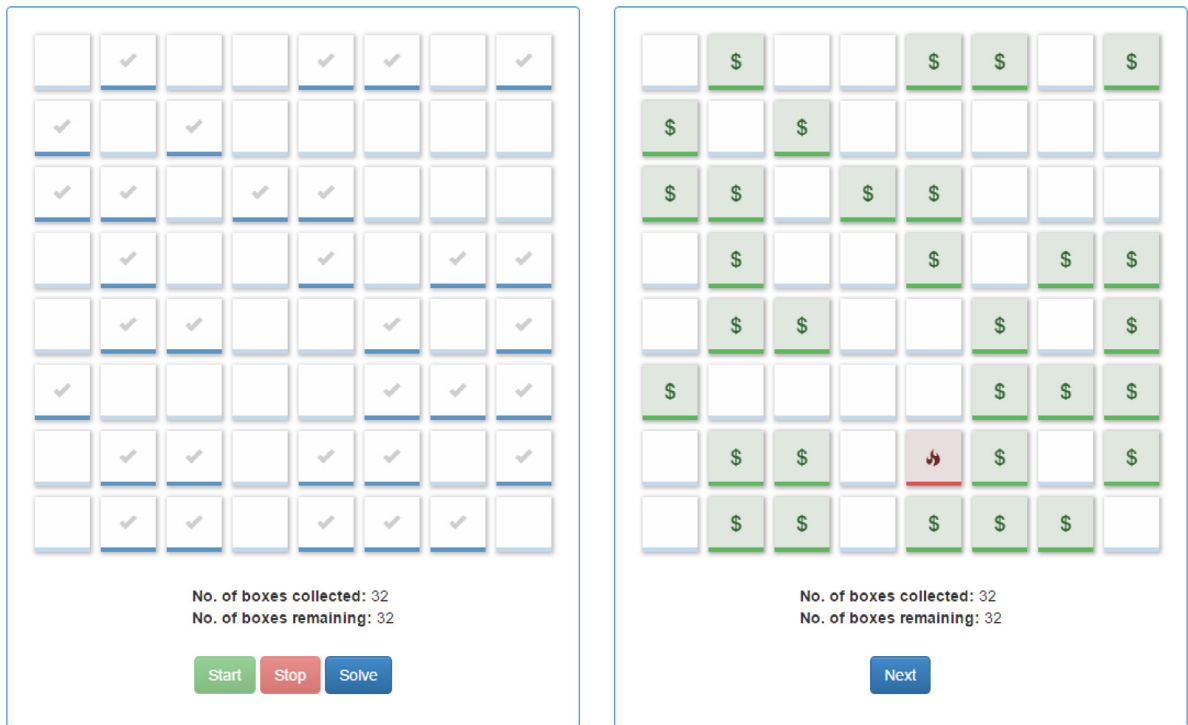 $ $ $ $
$ $
$ $ $ $
$ $ $ $
$ $ $ $
$ $ $ $
$ $ $ $
$ $ $ $ $
No. of boxes collected: 32
No. of boxes remaining: 32
Start Stop Solve
No. of boxes collected: 32
No. of boxes remaining: 32
Next